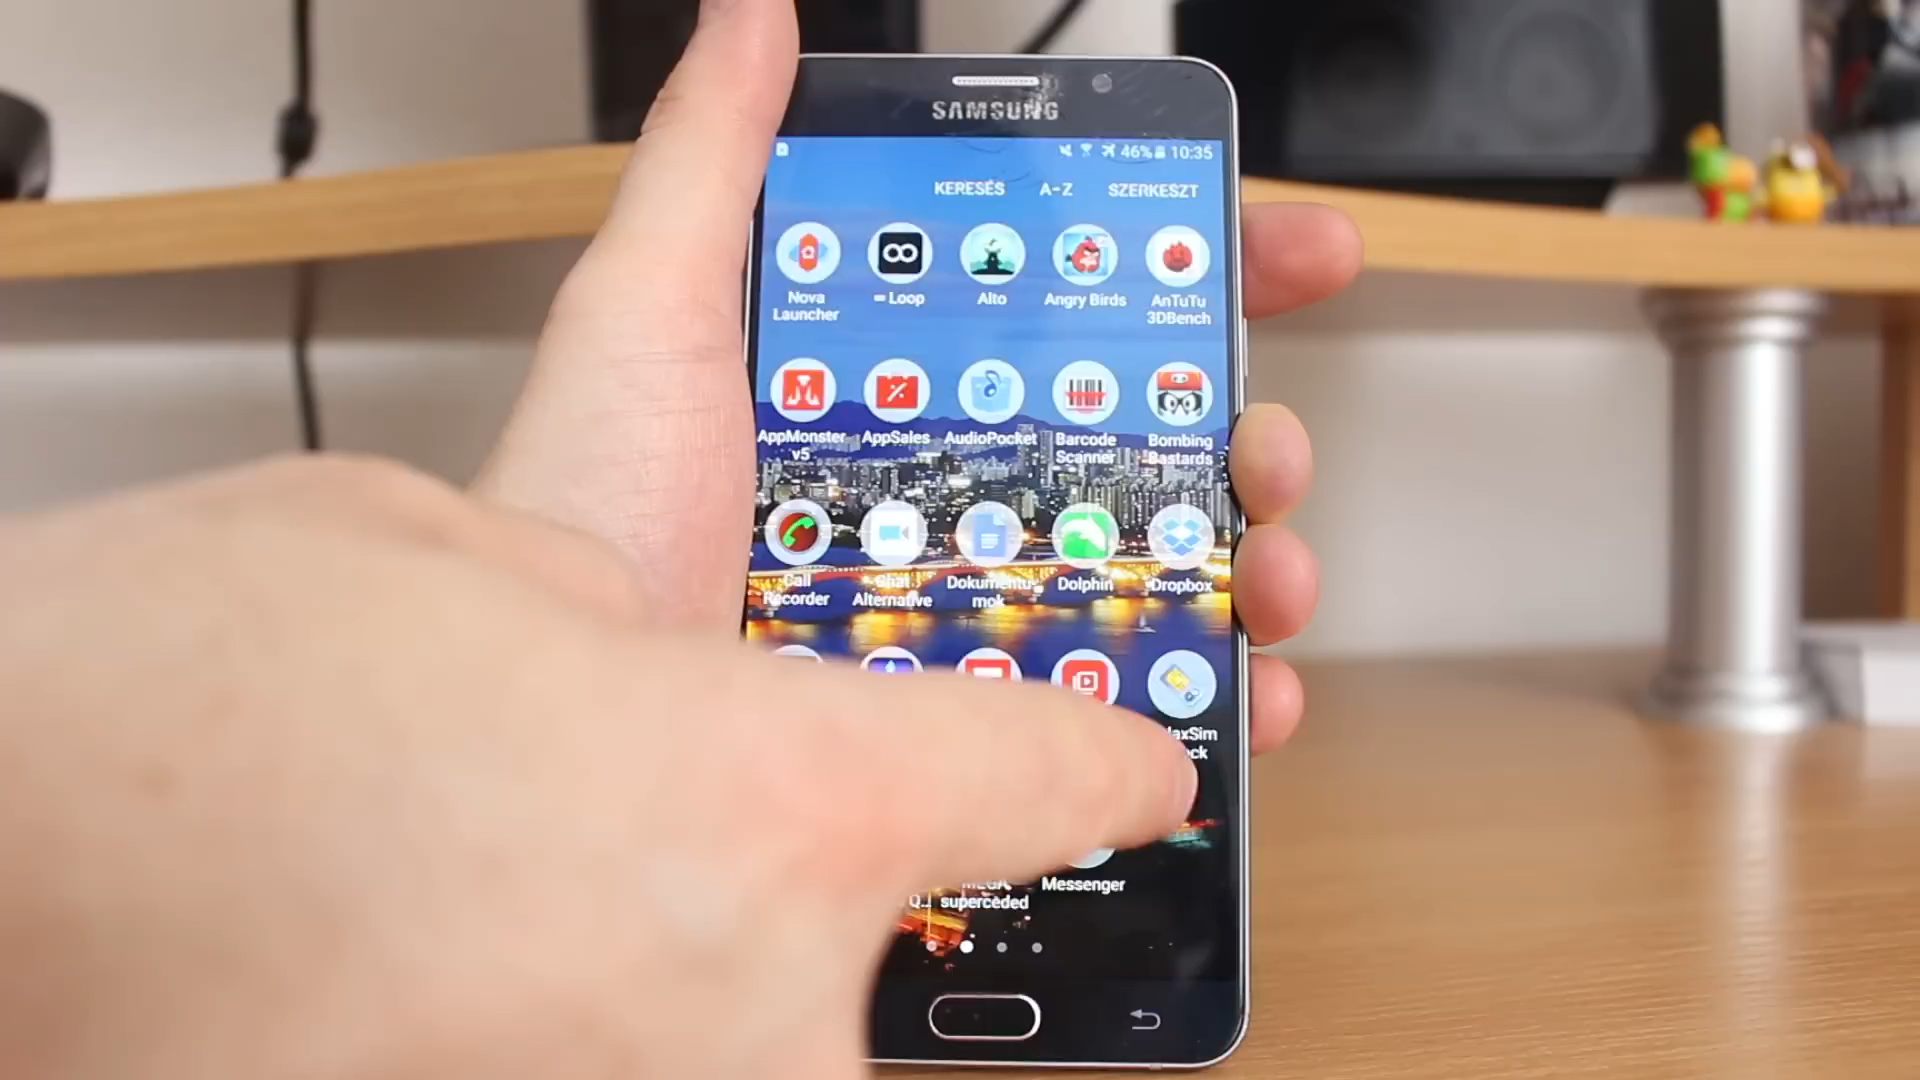 SAMSUNG
46% 10:35
KERESÉS A-Z SZERKESZT
Nova Launcher
Loop
Alto
Angry Birds
AnTuTu 3DBench
AppMonster v5
AppSales
AudioPocket
Barcode Scanner
Bombing Bastards
Call Recorder
Chat Alternative
Dokumentu-
mok
Dolphin
Dropbox
MEGA superceded
Messenger